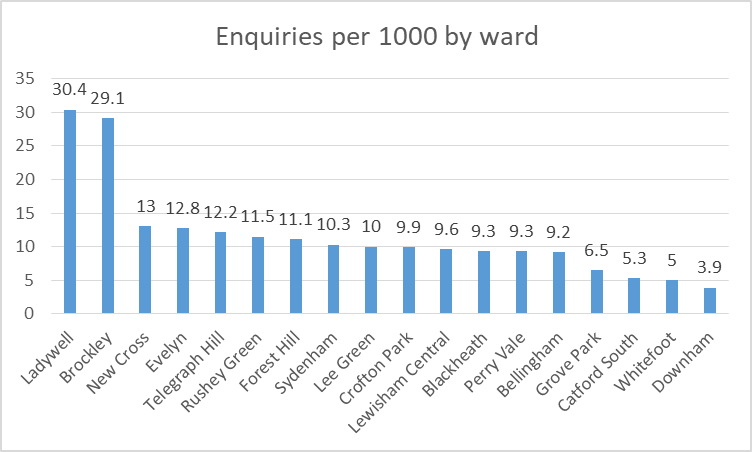 Enquiries per 1000 by ward
35
30
25
20
15
10
5
0
30.4
29.1
13
12.8
12.2
11.5
11.1
10.3
10
9.9
9.6
9.3
9.3
9.2
6.5
5.3
5
3.9
Ladywell
Brockley
New Cross
Evelyn
Telegraph Hill
Rushey Green
Forest Hill
Sydenham
Lee Green
Crofton Park
Lewisham Central
Blackheath
Perry Vale
Bellingham
Grove Park
Catford South
Whitefoot
Downham